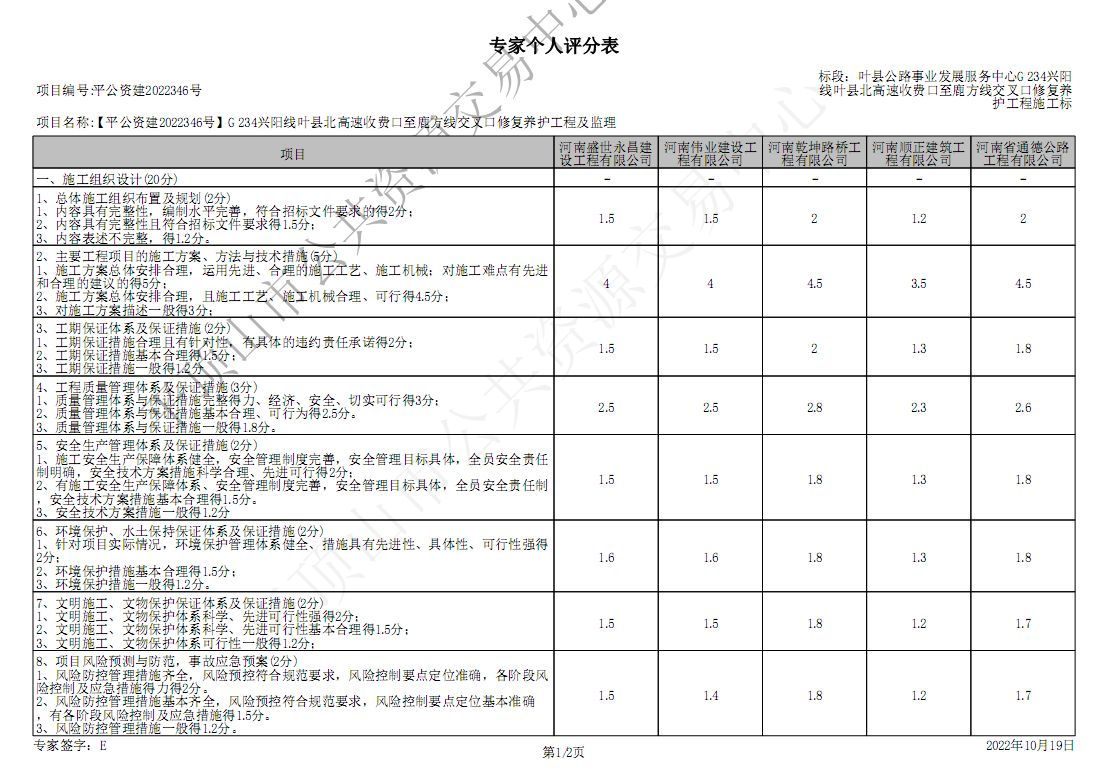 专家个人评分表
标段：叶县公路事业发展服务中心G234兴阳
线叶县北高速收费口至鹿方线交叉口修复养
护工程施工标
项目编号:平公资建2022346号
项目名称:【平公资建2022346号】G234兴阳线叶县北高速收费口至鹿方线交叉口修复养护工程及监理
项目
河南盛世永昌建
设工程有限公司
河南伟业建设工
程有限公司
河南乾坤路桥工
程有限公司
河南顺正建筑工
程有限公司
河南省通德公路
工程有限公司
一、施工组织设计(20分)
- - - - -
1、总体施工组织布置及规划(2分)
1、内容具有完整性，编制水平完善，符合招标文件要求的得2分；
2、内容具有完整性且符合招标文件要求得1.5分；
3、内容表述不完整，得1.2分。
1.5 1.5 2 1.2 2
2、主要工程项目的施工方案、方法与技术措施(5分)
1、施工方案总体安排合理，运用先进、合理的施工工艺、施工机械；对施工难点有先进
和合理的建议的得5分；
2、施工方案总体安排合理，且施工工艺、施工机械合理、可行得4.5分；
3、对施工方案描述一般得3分；
4 4 4.5 3.5 4.5
3、工期保证体系及保证措施(2分)
1、工期保证措施合理且有针对性，有具体的违约责任承诺得2分；
2、工期保证措施基本合理得1.5分；
3、工期保证措施一般得1.2分
1.5 1.5 2 1.3 1.8
4、工程质量管理体系及保证措施(3分)
1、质量管理体系与保证措施完整得力、经济、安全、切实可行得3分；
2、质量管理体系与保证措施基本合理、可行为得2.5分。
3、质量管理体系与保证措施一般得1.8分。
2.5 2.5 2.8 2.3 2.6
5、安全生产管理体系及保证措施(2分)
1、施工安全生产保障体系健全，安全管理制度完善，安全管理目标具体，全员安全责任
制明确，安全技术方案措施科学合理、先进可行得2分；
2、有施工安全生产保障体系、安全管理制度完善，安全管理目标具体，全员安全责任制
，安全技术方案措施基本合理得1.5分。
3、安全技术方案措施一般得1.2分
1.5 1.5 1.8 1.3 1.8
6、环境保护、水土保持保证体系及保证措施(2分)
1、针对项目实际情况，环境保护管理体系健全、措施具有先进性、具体性、可行性强得
2分；
2、环境保护措施基本合理得1.5分；
3、环境保护措施一般得1.2分。
1.6 1.6 1.8 1.3 1.8
7、文明施工、文物保护保证体系及保证措施(2分)
1、文明施工、文物保护体系科学、先进可行性强得2分；
2、文明施工、文物保护体系科学、先进可行性基本合理得1.5分；
3、文明施工、文物保护体系可行性一般得1.2分；
1.5 1.5 1.8 1.2 1.7
8、项目风险预测与防范，事故应急预案(2分)
1、风险防控管理措施齐全，风险预控符合规范要求，风险控制要点定位准确，各阶段风
险控制及应急措施得力得2分。
2、风险防控管理措施基本齐全，风险预控符合规范要求，风险控制要点定位基本准确
，有各阶段风险控制及应急措施得1.5分。
3、风险防控管理措施一般得1.2分。
1.5 1.4 1.8 1.2 1.7
专家签字：E
第1/2页
2022年10月19日
平顶山市公共资源交易中心
顶山市公共资源交易中心